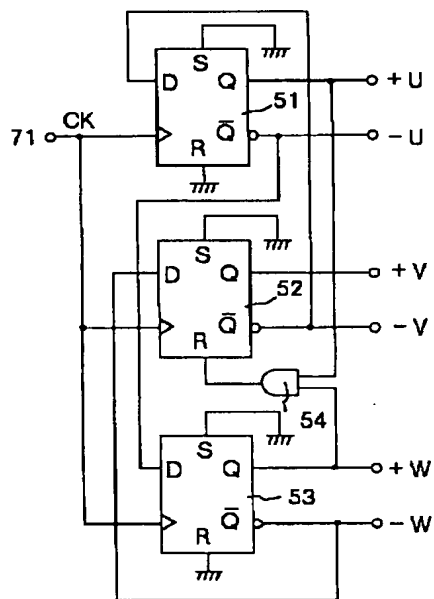 S
D Q + U
51
CK
71 Q̅ − U
R
S
D Q + V
52
Q̅ − V
R
54
S
D Q + W
53
Q̅ − W
R